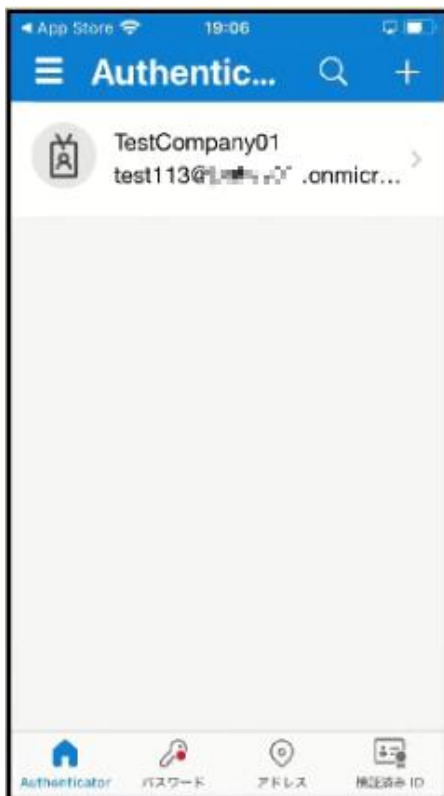 ◀ App Store 19:06
Authentic...
TestCompany01
test113@ .onmicr...
Authenticator パスワード アドレス 検証済み ID